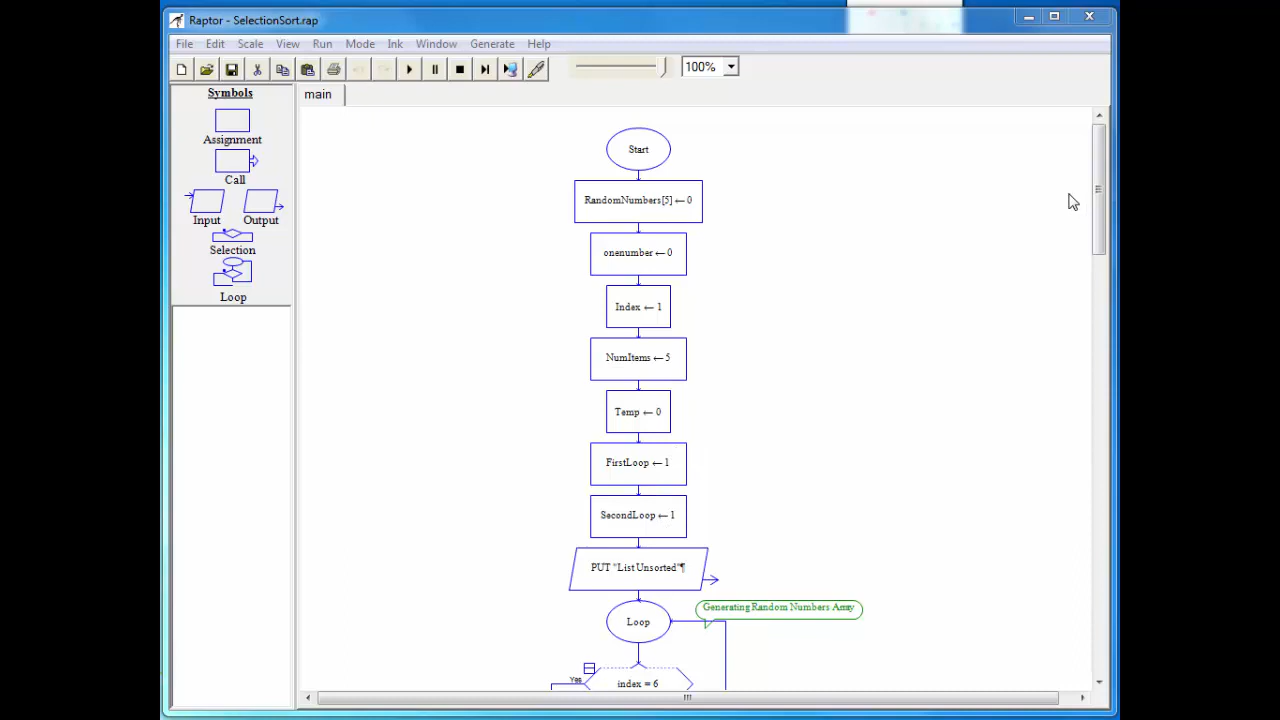 Raptor - SelectionSort.rap
File Edit Scale View Run Mode Ink Window Generate Help
100%
Symbols
main
Assignment
Call
Input Output
Selection
Loop
Start
RandomNumbers[5] ← 0
onenumber ← 0
Index ← 1
NumItems ← 5
Temp ← 0
FirstLoop ← 1
SecondLoop ← 1
PUT "List Unsorted"¶
Generating Random Numbers Array
Loop
Yes
index = 6